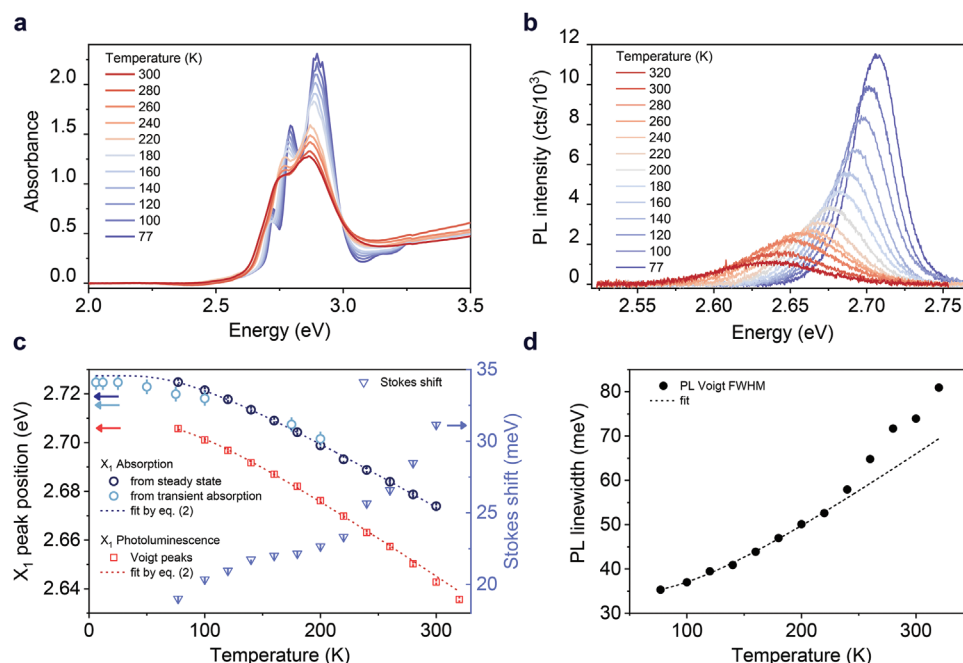 a
Temperature (K)
300
280
260
240
220
180
160
140
120
100
77
Absorbance
2.0
1.5
1.0
0.5
0.0
2.0
2.5
3.0
3.5
Energy (eV)
b
Temperature (K)
320
300
280
260
240
220
200
180
160
140
120
100
77
PL intensity (cts/10³)
12
10
8
6
4
2
0
2.55
2.60
2.65
2.70
2.75
Energy (eV)
c
Stokes shift
X₁ Absorption
from steady state
from transient absorption
fit by eq. (2)
X₁ Photoluminescence
Voigt peaks
fit by eq. (2)
X₁ peak position (eV)
2.72
2.70
2.68
2.66
2.64
0
100
200
300
Temperature (K)
35
30
25
20
Stokes shift (meV)
d
PL Voigt FWHM
fit
PL linewidth (meV)
80
70
60
50
40
30
100
200
300
Temperature (K)